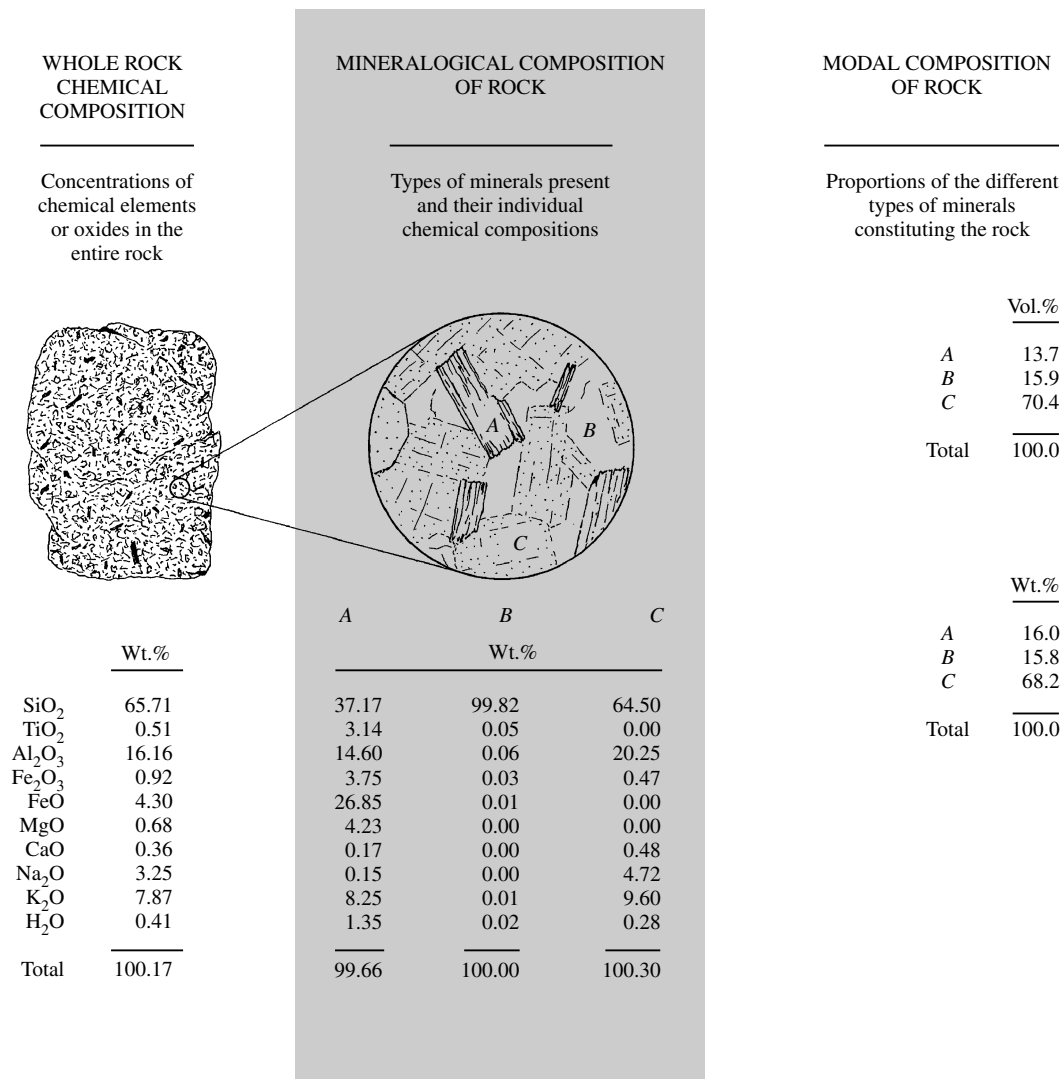 WHOLE ROCK
CHEMICAL
COMPOSITION
Concentrations of
chemical elements
or oxides in the
entire rock
MINERALOGICAL COMPOSITION
OF ROCK
Types of minerals present
and their individual
chemical compositions
MODAL COMPOSITION
OF ROCK
Proportions of the different
types of minerals
constituting the rock
A
B
C
Vol.%
A 13.7
B 15.9
C 70.4
Total 100.0
Wt.%
A 16.0
B 15.8
C 68.2
Total 100.0
A B C
Wt.% Wt.%
SiO2 65.71 37.17 99.82 64.50
TiO2 0.51 3.14 0.05 0.00
Al2O3 16.16 14.60 0.06 20.25
Fe2O3 0.92 3.75 0.03 0.47
FeO 4.30 26.85 0.01 0.00
MgO 0.68 4.23 0.00 0.00
CaO 0.36 0.17 0.00 0.48
Na2O 3.25 0.15 0.00 4.72
K2O 7.87 8.25 0.01 9.60
H2O 0.41 1.35 0.02 0.28
Total 100.17 99.66 100.00 100.30